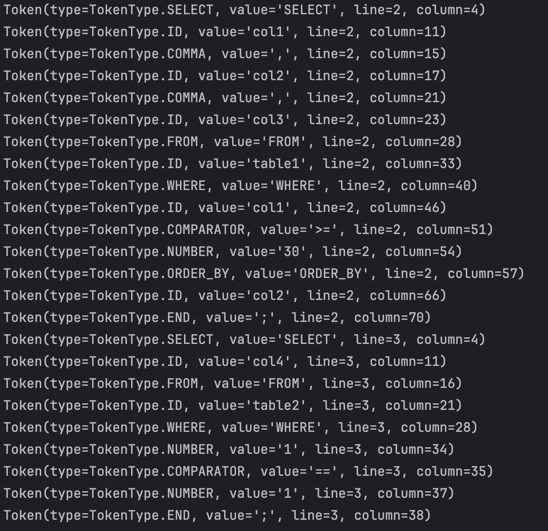 Token(type=TokenType.SELECT, value='SELECT', line=2, column=4)
Token(type=TokenType.ID, value='col1', line=2, column=11)
Token(type=TokenType.COMMA, value=',', line=2, column=15)
Token(type=TokenType.ID, value='col2', line=2, column=17)
Token(type=TokenType.COMMA, value=',', line=2, column=21)
Token(type=TokenType.ID, value='col3', line=2, column=23)
Token(type=TokenType.FROM, value='FROM', line=2, column=28)
Token(type=TokenType.ID, value='table1', line=2, column=33)
Token(type=TokenType.WHERE, value='WHERE', line=2, column=40)
Token(type=TokenType.ID, value='col1', line=2, column=46)
Token(type=TokenType.COMPARATOR, value='>=', line=2, column=51)
Token(type=TokenType.NUMBER, value='30', line=2, column=54)
Token(type=TokenType.ORDER_BY, value='ORDER_BY', line=2, column=57)
Token(type=TokenType.ID, value='col2', line=2, column=66)
Token(type=TokenType.END, value=';', line=2, column=70)
Token(type=TokenType.SELECT, value='SELECT', line=3, column=4)
Token(type=TokenType.ID, value='col4', line=3, column=11)
Token(type=TokenType.FROM, value='FROM', line=3, column=16)
Token(type=TokenType.ID, value='table2', line=3, column=21)
Token(type=TokenType.WHERE, value='WHERE', line=3, column=28)
Token(type=TokenType.NUMBER, value='1', line=3, column=34)
Token(type=TokenType.COMPARATOR, value='==', line=3, column=35)
Token(type=TokenType.NUMBER, value='1', line=3, column=37)
Token(type=TokenType.END, value=';', line=3, column=38)